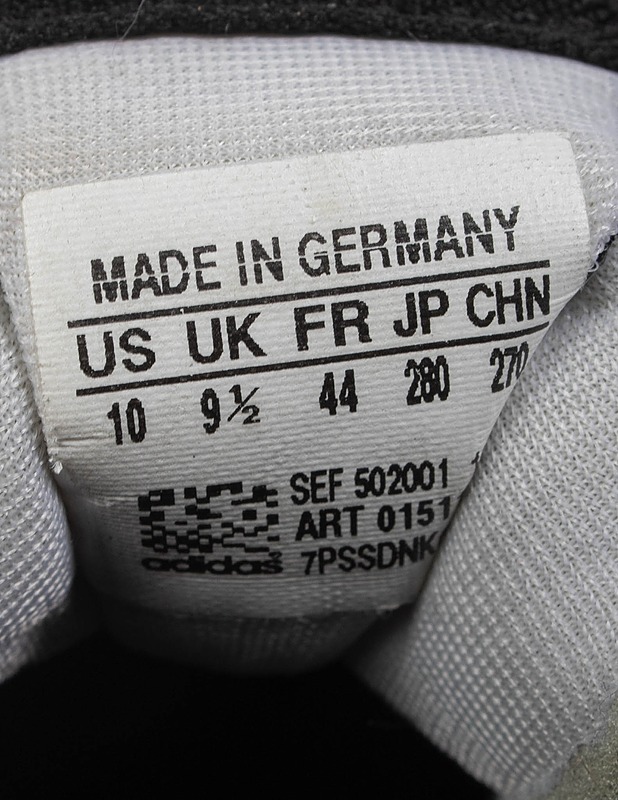 MADE IN GERMANY
US UK FR JP CHN
10 9½ 44 280 270
SEF 502001
ART 0151
adidas 7PSSDNK